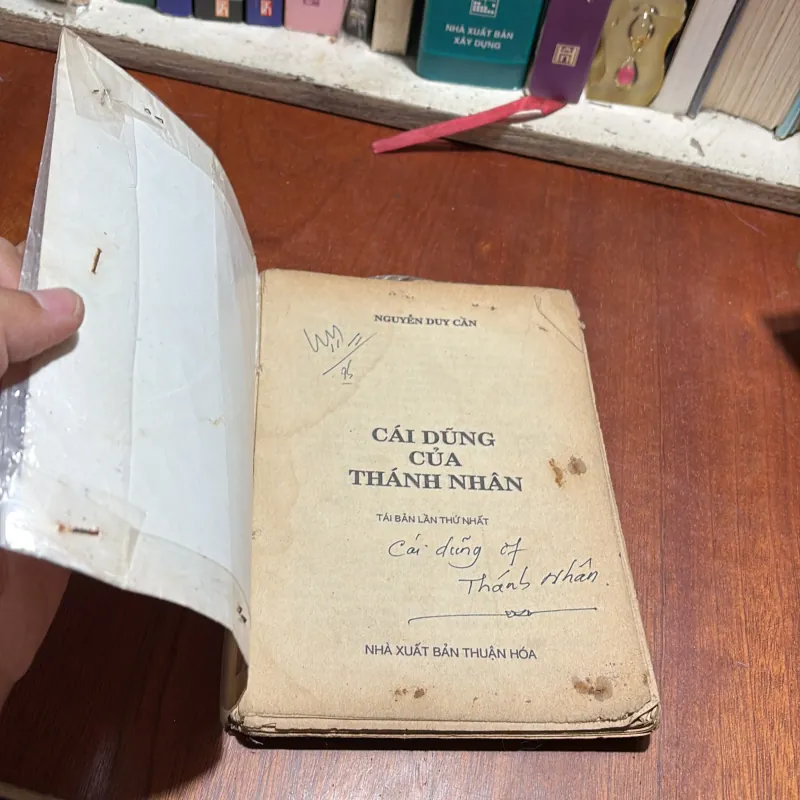 NHÀ XUẤT BẢN
XÂY DỰNG
NGUYỄN DUY CẦN
CÁI DŨNG
CỦA
THÁNH NHÂN
TÁI BẢN LẦN THỨ NHẤT
Cái dũng of
Thánh Nhân.
NHÀ XUẤT BẢN THUẬN HÓA